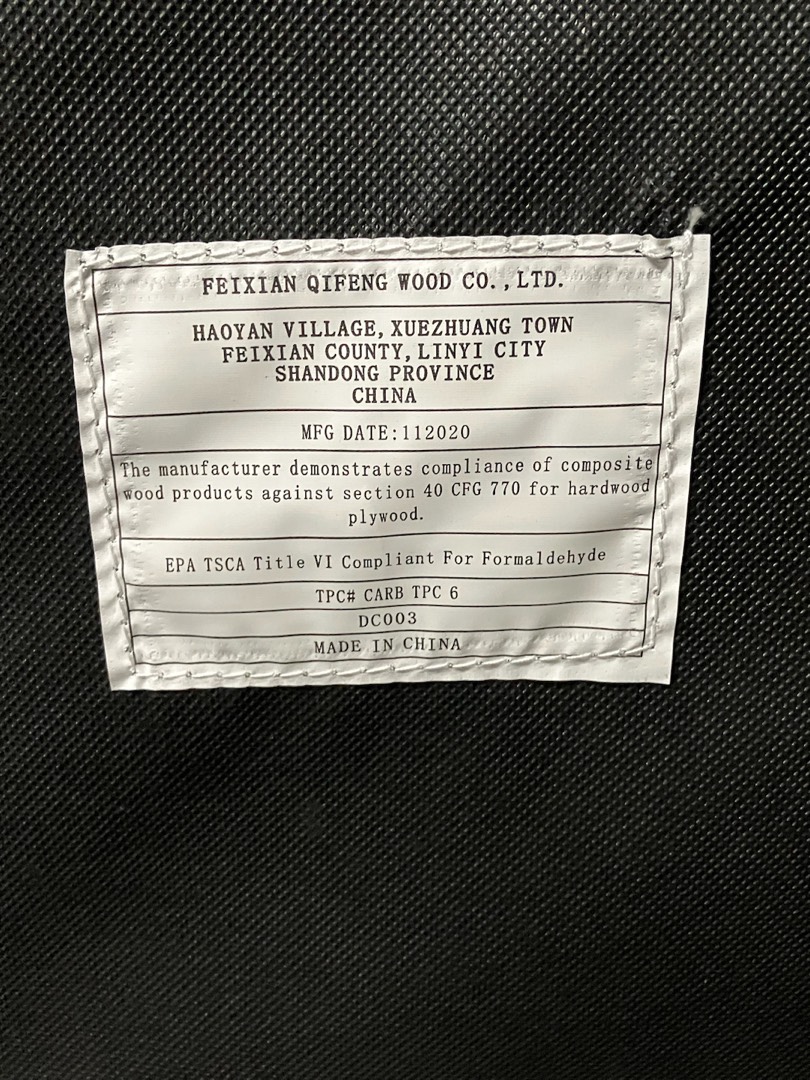 FEIXIAN QIFENG WOOD CO.,LTD.
HAOYAN VILLAGE, XUEZHUANG TOWN
FEIXIAN COUNTY, LINYI CITY
SHANDONG PROVINCE
CHINA
MFG DATE:112020
The manufacturer demonstrates compliance of composite
wood products against section 40 CFG 770 for hardwood
plywood.
EPA TSCA Title VI Compliant For Formaldehyde
TPC# CARB TPC 6
DC003
MADE IN CHINA